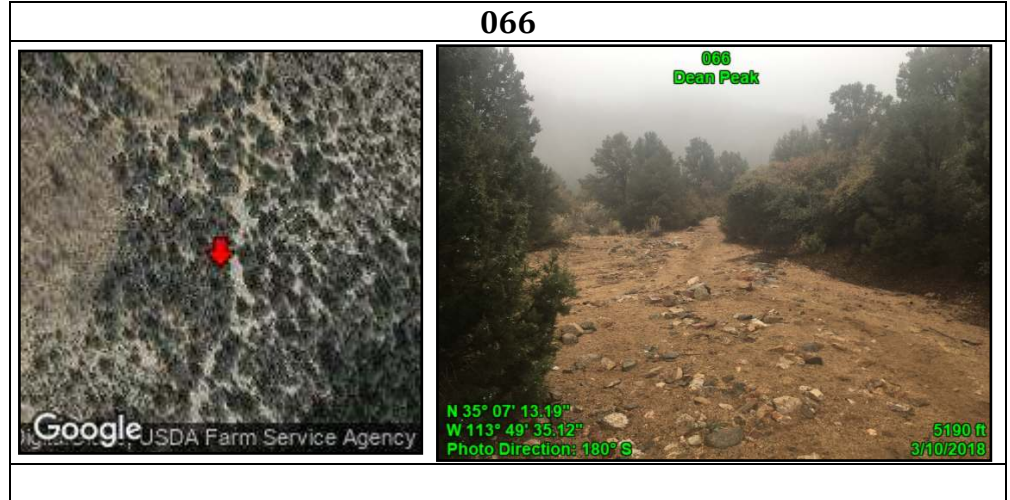 066
066
Dean Peak
N 35° 07' 13.19"
W 113° 49' 35.12"
Photo Direction: 180° S
5190 ft
3/10/2018
Google
USDA Farm Service Agency